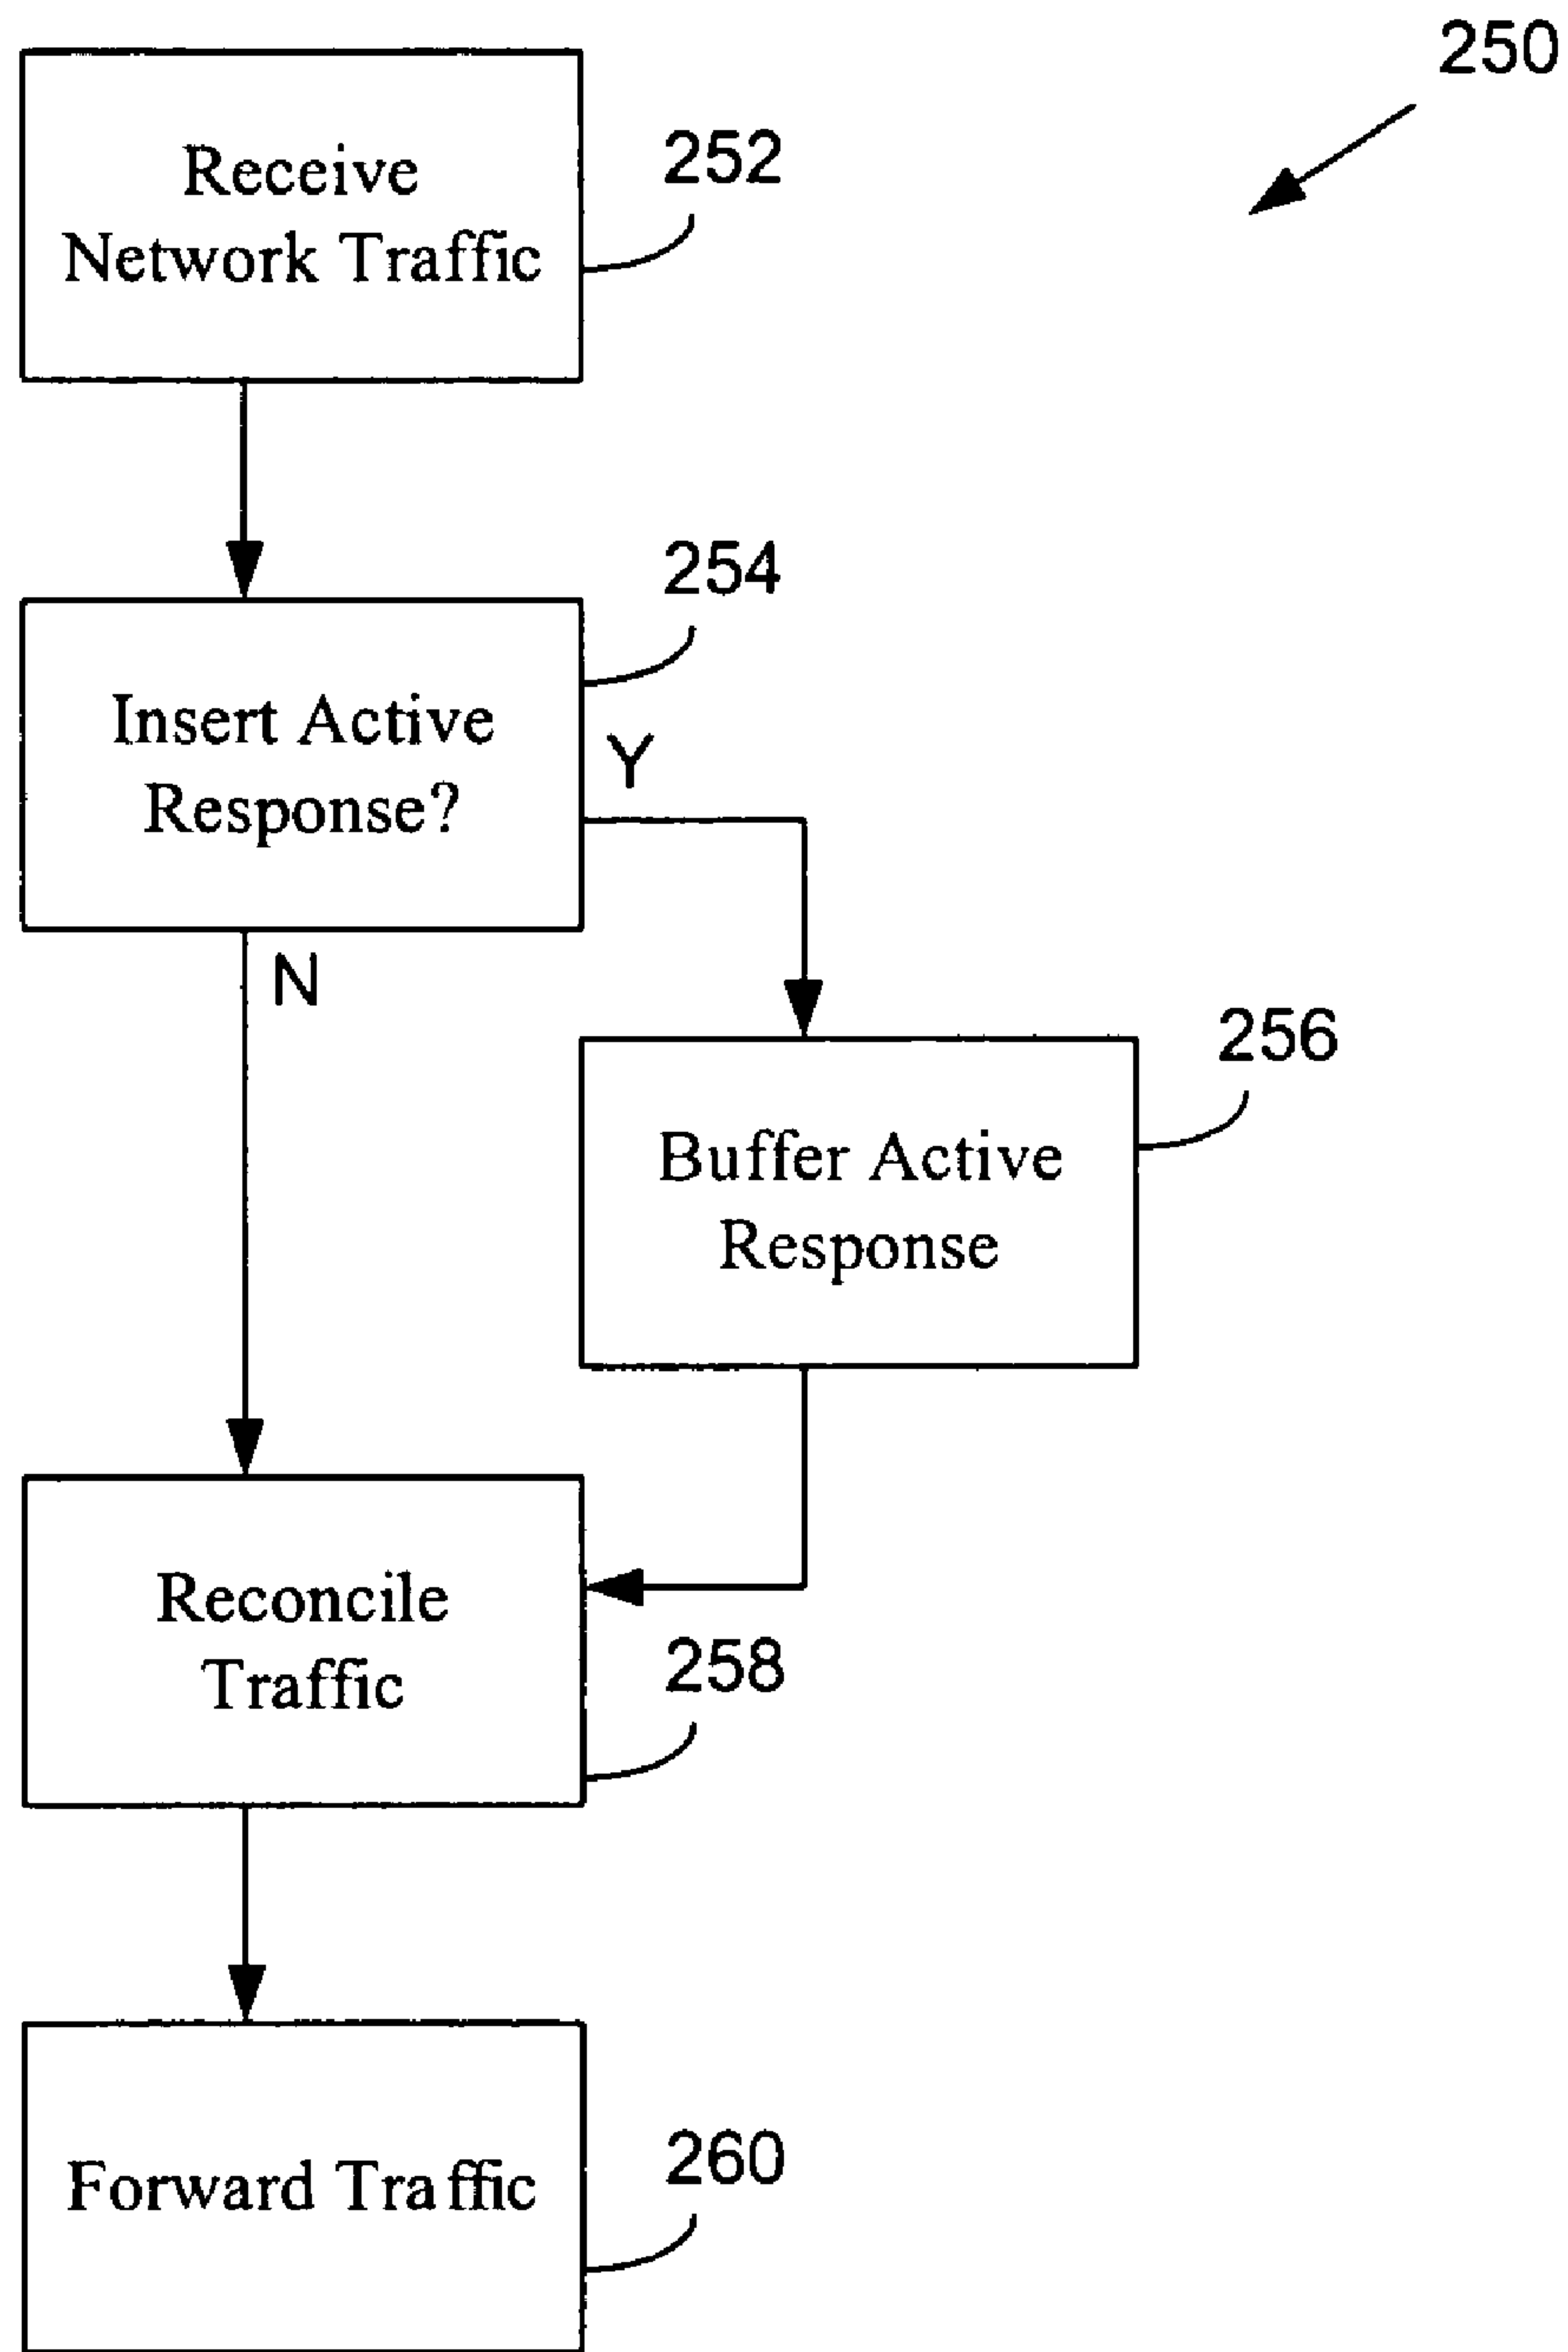 250
Receive
Network Traffic
252
Insert Active
Response?
254
Y
N
Buffer Active
Response
256
Reconcile
Traffic
258
Forward Traffic
260